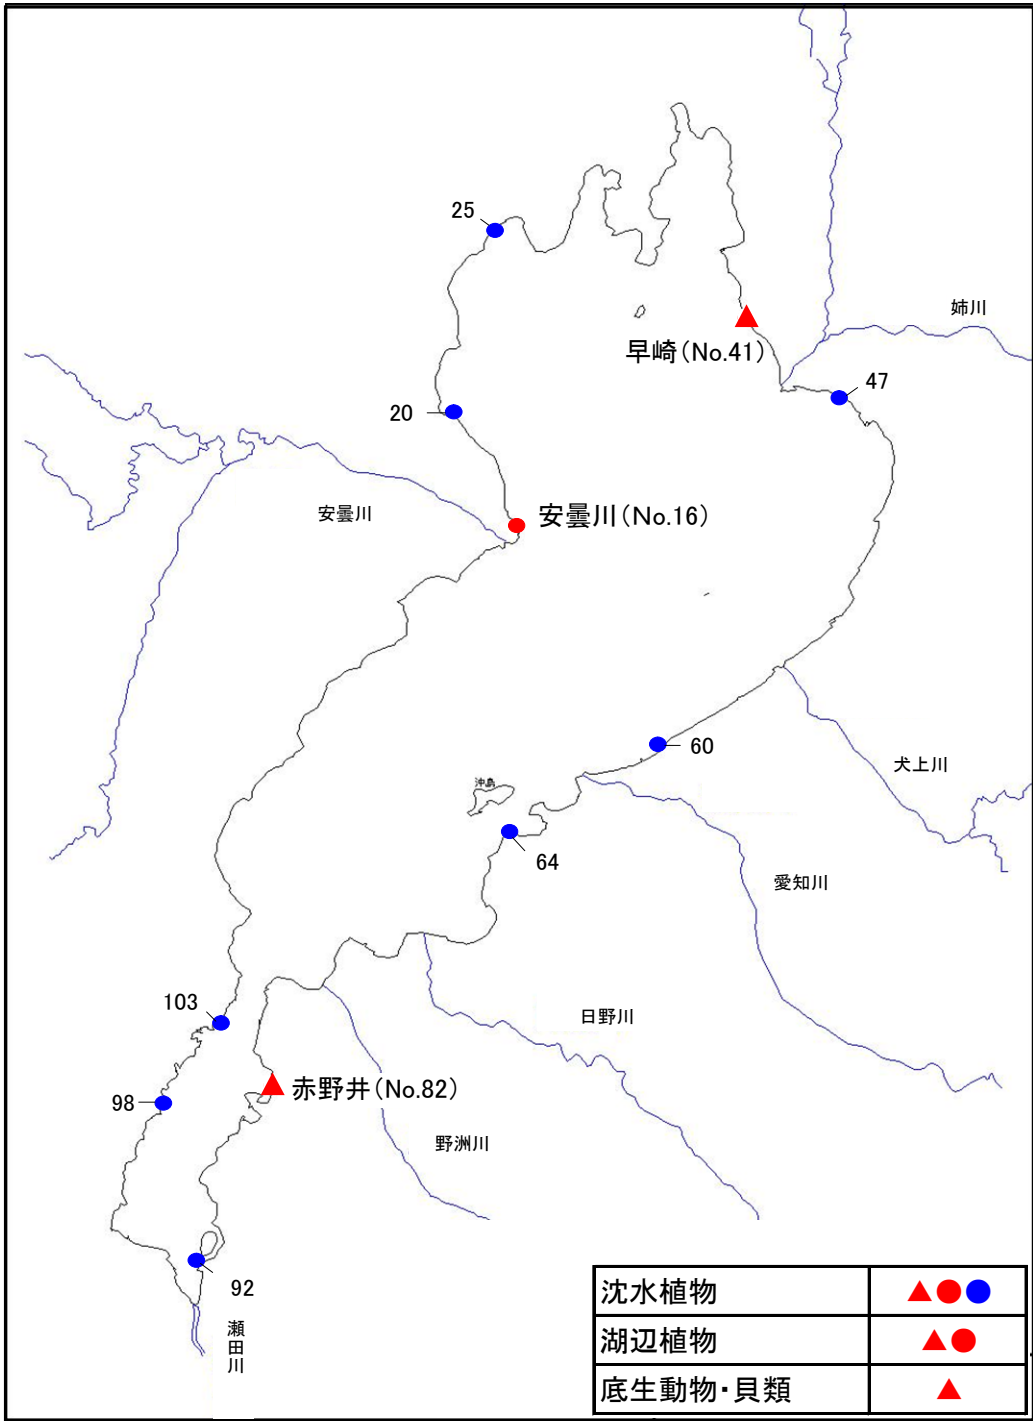 25
姉川
早崎(No.41)
47
20
安曇川
安曇川(No.16)
60
犬上川
沖島
64
愛知川
103
日野川
98
赤野井(No.82)
野洲川
92
瀬田川
沈水植物
湖辺植物
底生動物・貝類